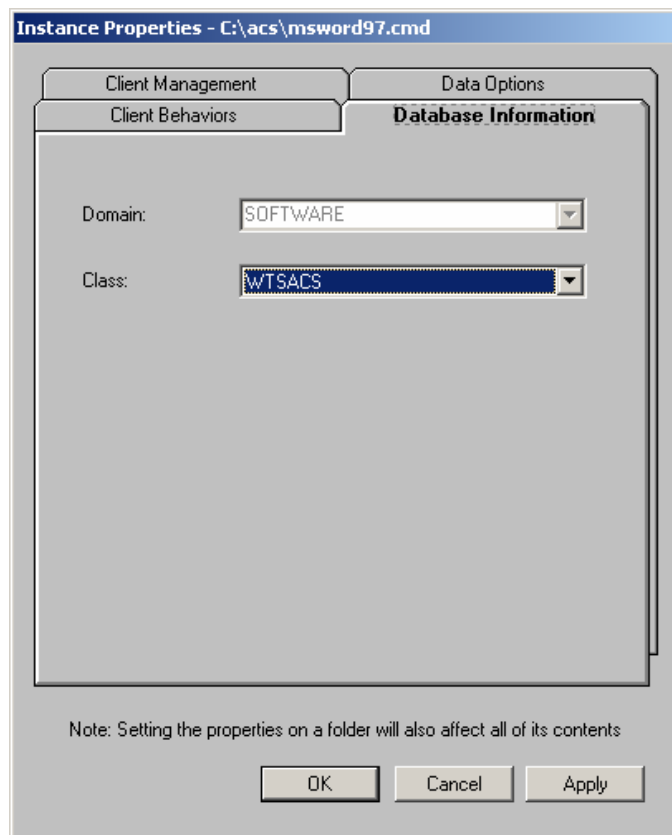 Instance Properties - C:\acs\msword97.cmd
Client Management
Data Options
Client Behaviors
Database Information
Domain:
SOFTWARE
Class:
WTSACS
Note: Setting the properties on a folder will also affect all of its contents
OK
Cancel
Apply